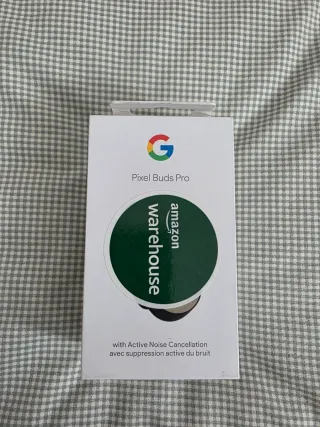 G
Pixel Buds Pro
amazon
warehouse
with Active Noise Cancellation
avec suppression active du bruit